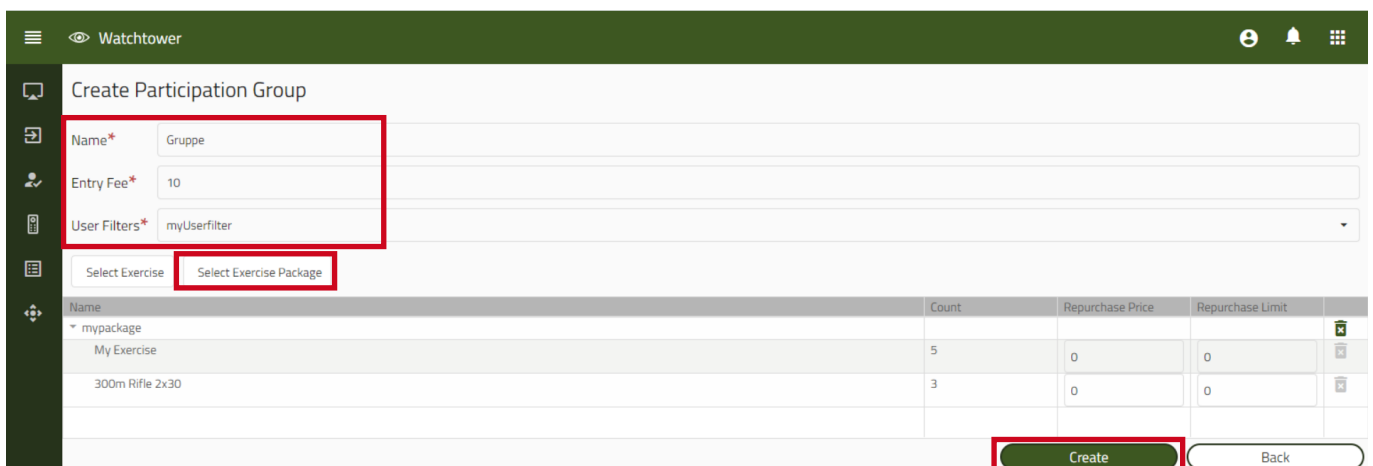 Watchtower
Create Participation Group
Name* Gruppe
Entry Fee* 10
User Filters* myUserfilter
Select Exercise Select Exercise Package
Name Count Repurchase Price Repurchase Limit
mypackage
My Exercise 5 0 0
300m Rifle 2x30 3 0 0
Create Back